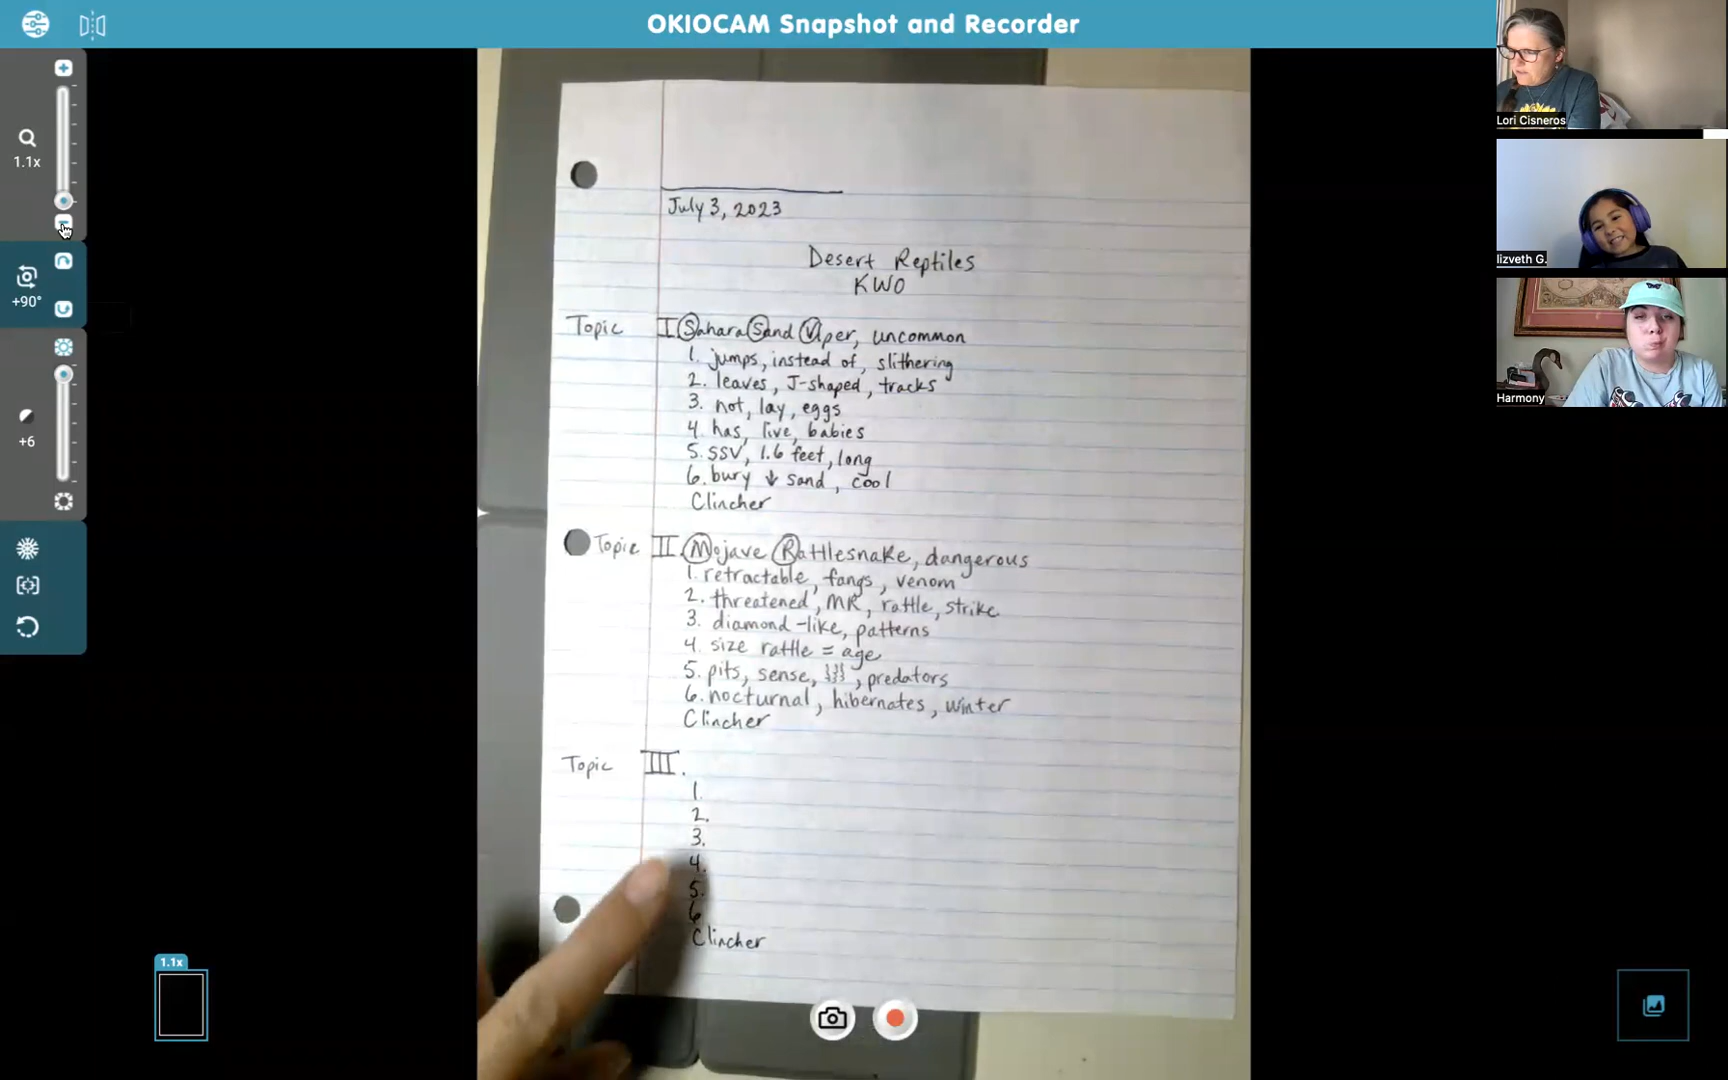 OKIOCAM Snapshot and Recorder
1.1x
+90°
+6
1.1x
Lori Cisneros
lizveth G.
Harmony
July 3, 2023
Desert Reptiles
KWO
Topic I Sahara Sand Viper, uncommon
1. jumps, instead of, slithering
2. leaves, J-shaped, tracks
3. not, lay, eggs
4. has, live, babies
5. SSV, 1.6 feet, long
6. bury ↓ sand, cool
Clincher
Topic II Mojave Rattlesnake, dangerous
1. retractable, fangs, venom
2. threatened, MR, rattle, strike
3. diamond-like, patterns
4. size rattle = age
5. pits, sense, , predators
6. nocturnal, hibernates, winter
Clincher
Topic III.
1.
2.
3.
4.
5.
6
Clincher